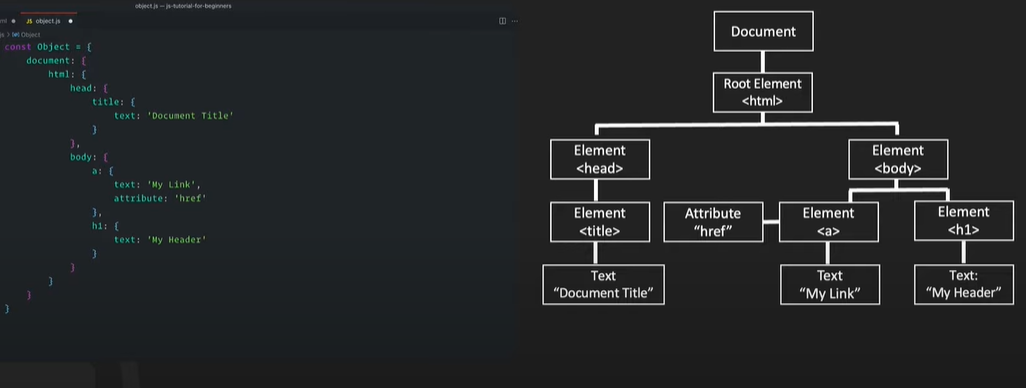 object.js — js-tutorial-for-beginners
JS object.js
js > Object
const Object = {
document: {
html: {
head: {
title: {
text: 'Document Title'
}
},
body: {
a: {
text: 'My Link',
attribute: 'href'
},
h1: {
text: 'My Header'
}
}
}
}
}
Document
Root Element
<html>
Element
<head>
Element
<body>
Element
<title>
Attribute
“href”
Element
<a>
Element
<h1>
Text
“Document Title”
Text
“My Link”
Text:
“My Header”